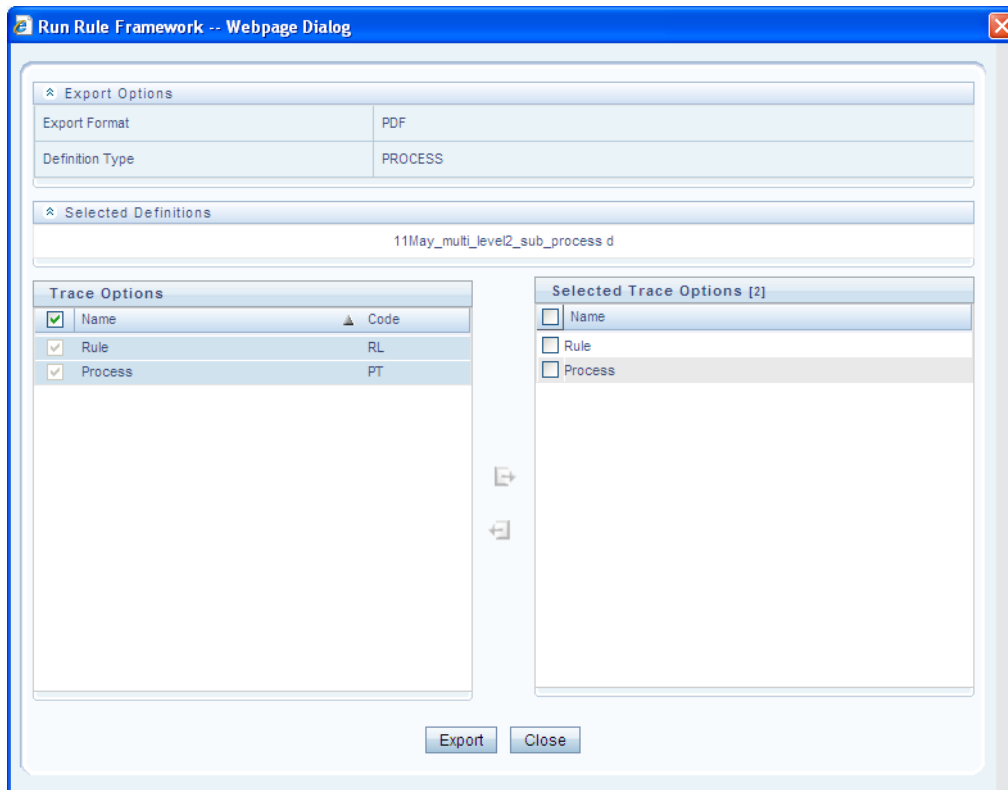 Run Rule Framework -- Webpage Dialog
Export Options
Export Format PDF
Definition Type PROCESS
Selected Definitions
11May_multi_level2_sub_process d
Trace Options
Name Code
Rule RL
Process PT
Selected Trace Options [2]
Name
Rule
Process
Export Close